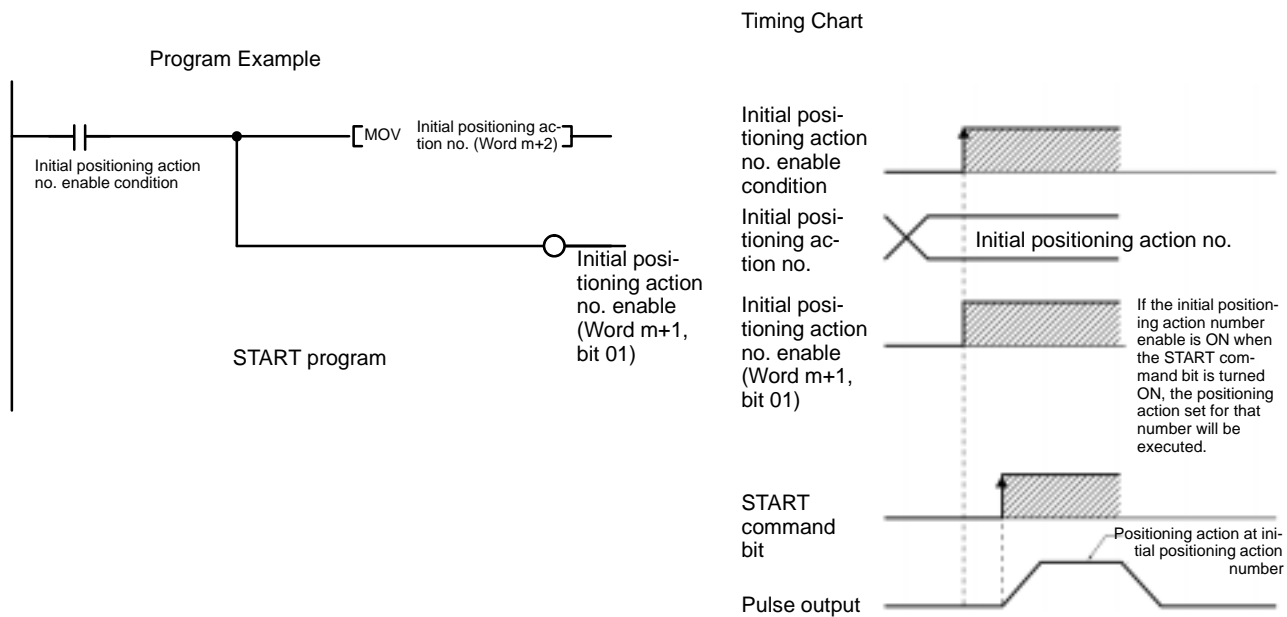 Timing Chart
Program Example
MOV
Initial positioning ac-
tion no. (Word m+2)
Initial positioning action
no. enable condition
Initial posi-
tioning action
no. enable
(Word m+1,
bit 01)
START program
Initial posi-
tioning action
no. enable
condition
Initial posi-
tioning ac-
tion no.
Initial positioning action no.
Initial posi-
tioning action
no. enable
(Word m+1,
bit 01)
If the initial position-
ing action number
enable is ON when
the START com-
mand bit is turned
ON, the positioning
action set for that
number will be
executed.
START
command
bit
Positioning action at ini-
tial positioning action
number
Pulse output